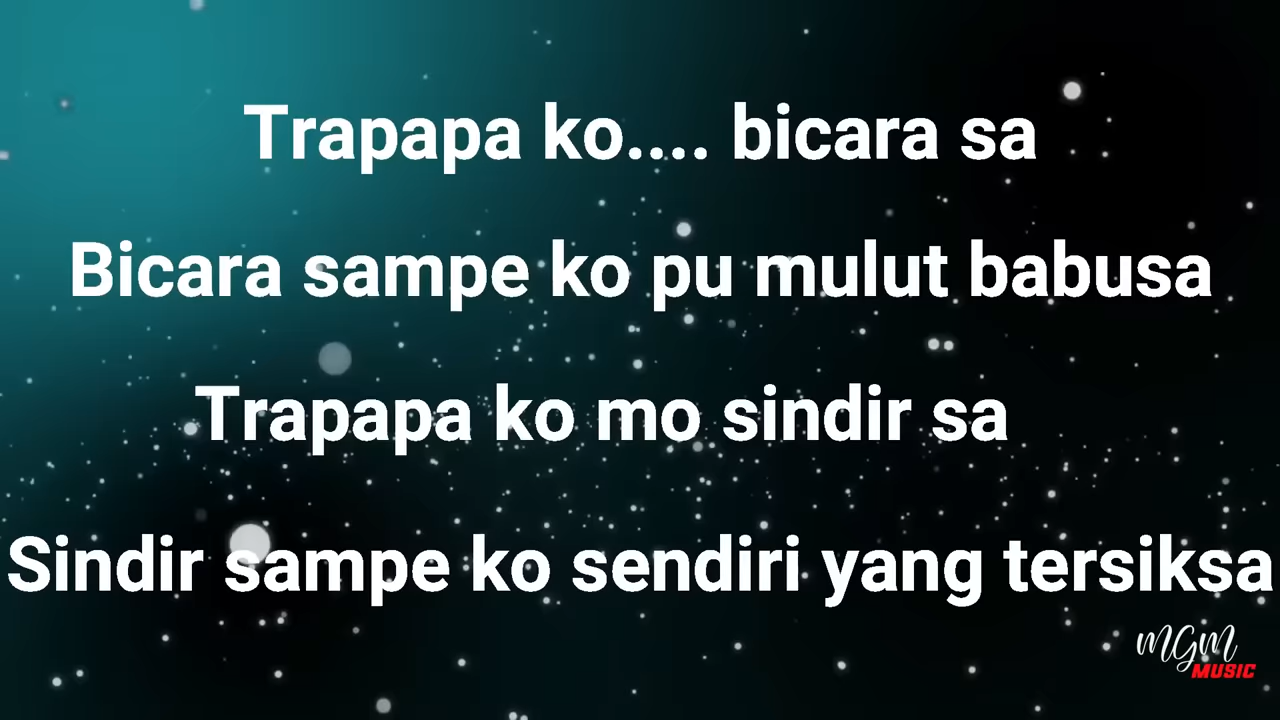 Trapapa ko.... bicara sa
Bicara sampe ko pu mulut babusa
Trapapa ko mo sindir sa
Sindir sampe ko sendiri yang tersiksa
MGM
MUSIC